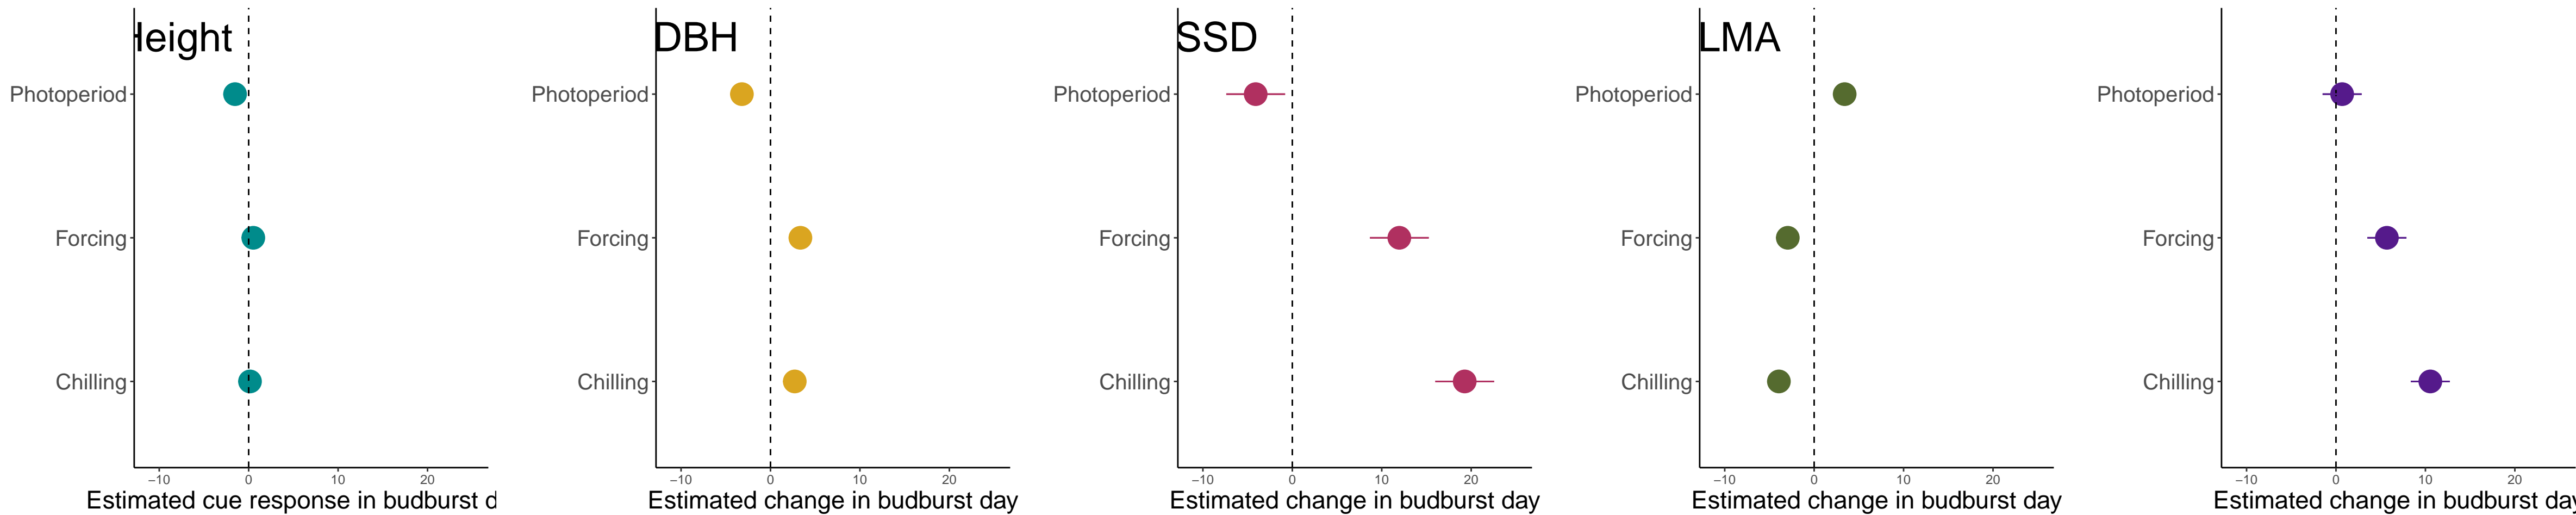 Height
Photoperiod
Forcing
Chilling
−10 0 10 20
Estimated cue response in budburst d
DBH
Photoperiod
Forcing
Chilling
−10 0 10 20
Estimated change in budburst day
SSD
Photoperiod
Forcing
Chilling
−10 0 10 20
Estimated change in budburst day
LMA
Photoperiod
Forcing
Chilling
−10 0 10 20
Estimated change in budburst day
Photoperiod
Forcing
Chilling
−10 0 10 20
Estimated change in budburst day